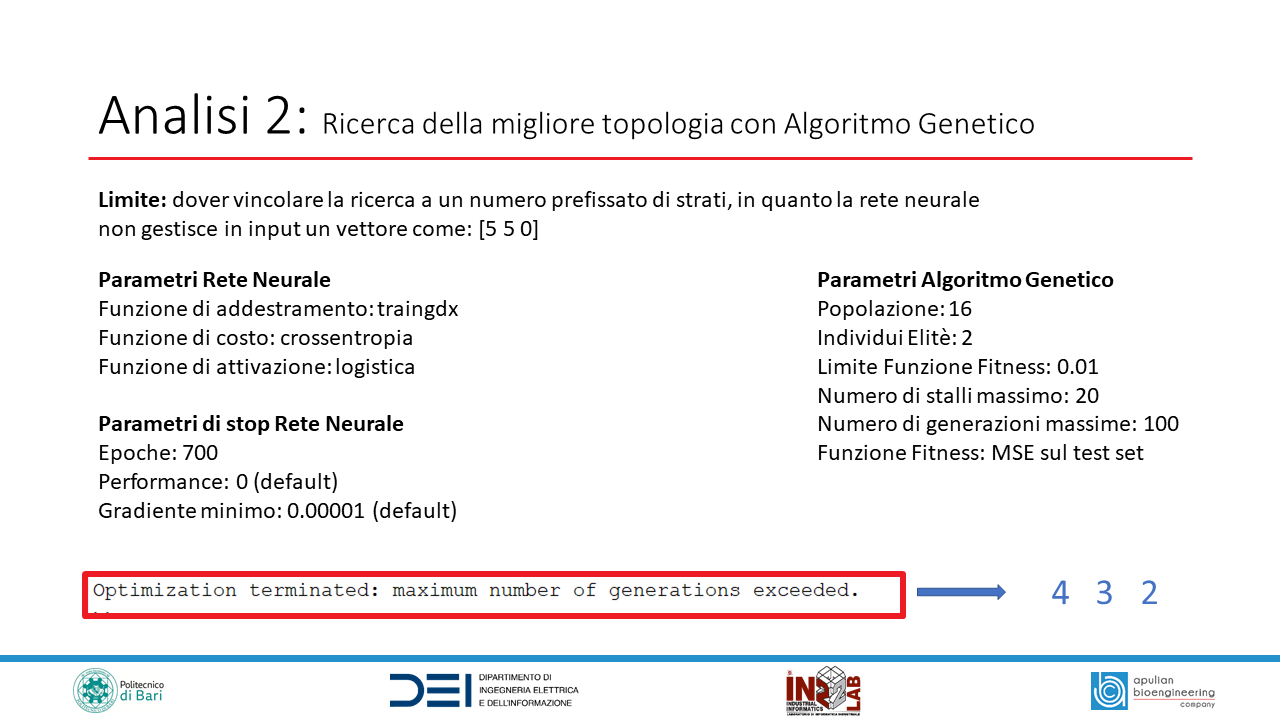 Analisi 2: Ricerca della migliore topologia con Algoritmo Genetico
Limite: dover vincolare la ricerca a un numero prefissato di strati, in quanto la rete neurale
non gestisce in input un vettore come: [5 5 0]
Parametri Rete Neurale
Funzione di addestramento: traingdx
Funzione di costo: crossentropia
Funzione di attivazione: logistica
Parametri di stop Rete Neurale
Epoche: 700
Performance: 0 (default)
Gradiente minimo: 0.00001 (default)
Parametri Algoritmo Genetico
Popolazione: 16
Individui Elitè: 2
Limite Funzione Fitness: 0.01
Numero di stalli massimo: 20
Numero di generazioni massime: 100
Funzione Fitness: MSE sul test set
Optimization terminated: maximum number of generations exceeded.
4 3 2
Politecnico
di Bari
DEI
DIPARTIMENTO DI
INGEGNERIA ELETTRICA
E DELL'INFORMAZIONE
INDUSTRIAL
INFORMATICS
LAB
LABORATORIO DI INFORMATICA INDUSTRIALE
apulian
bioengineering
company